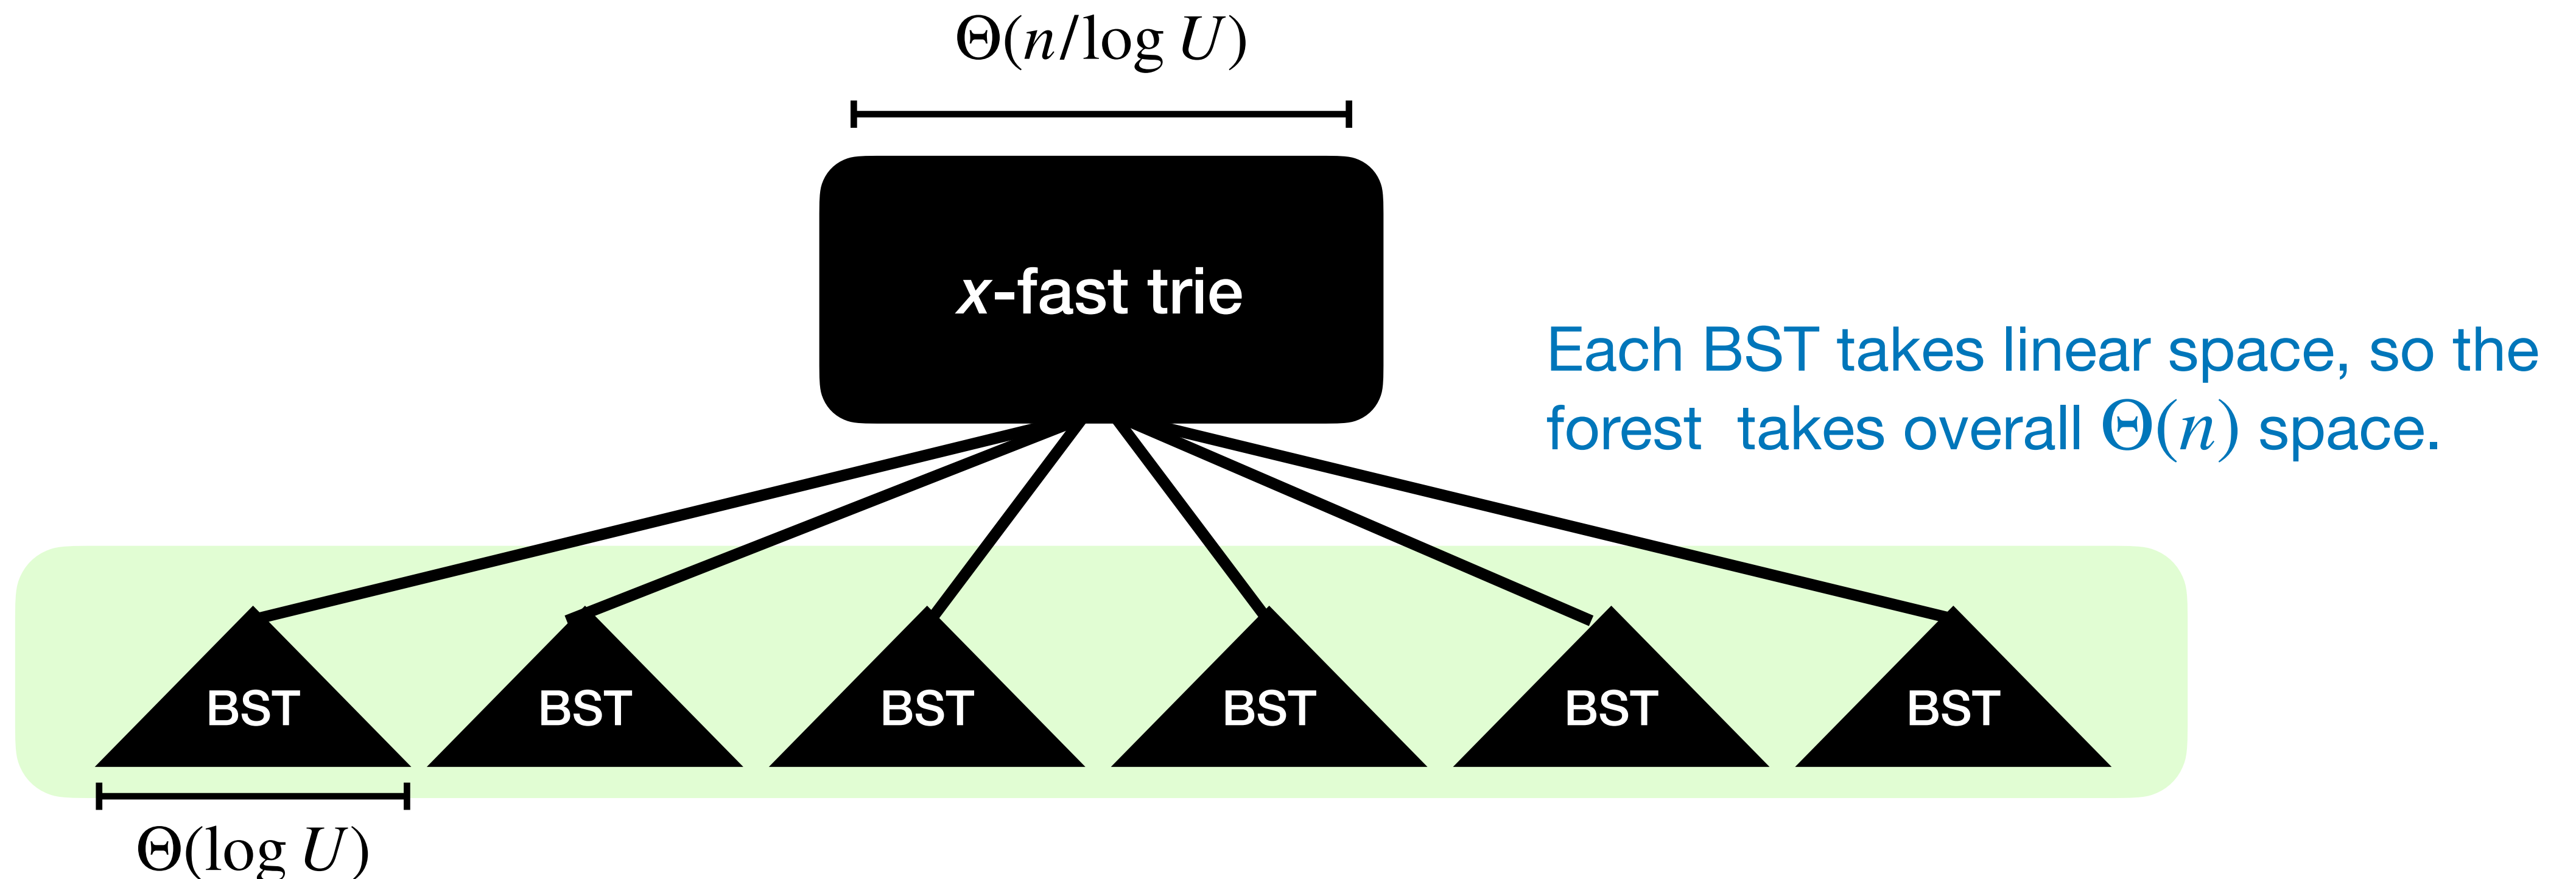 Θ(n/log U)
x-fast trie
Each BST takes linear space, so the
forest takes overall Θ(n) space.
BST
BST
BST
BST
BST
BST
Θ(log U)